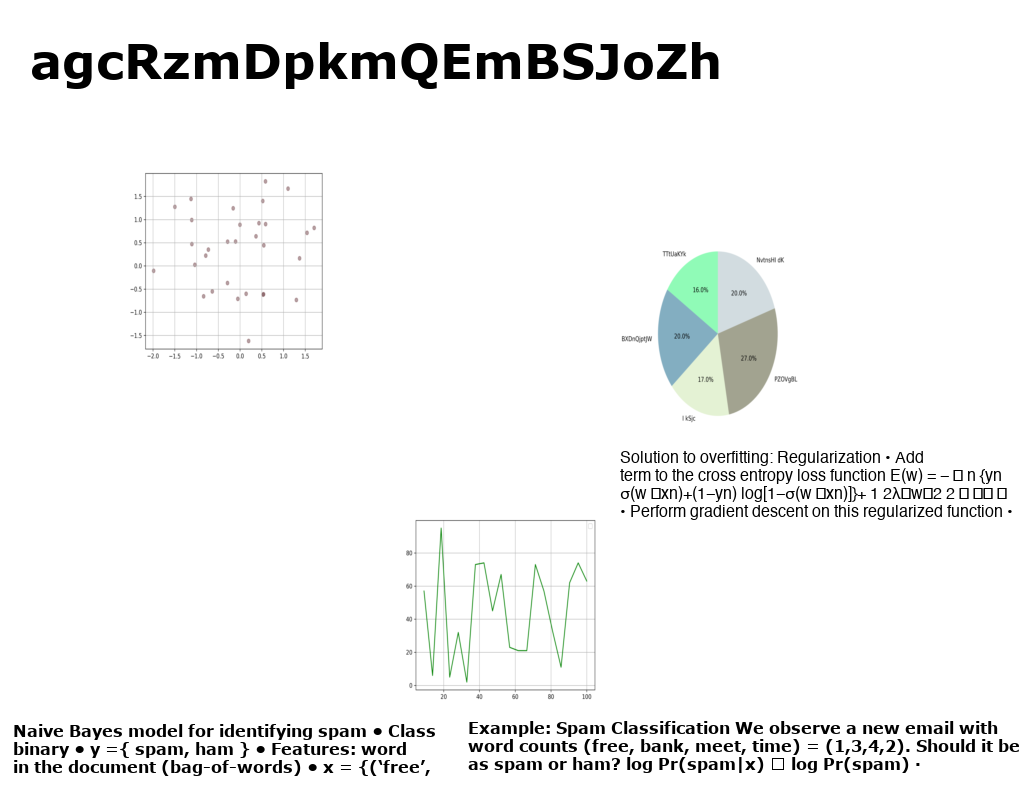 agcRzmDpkmQEmBSJoZh
1.5
1.0
0.5
0.0
−0.5
−1.0
−1.5
−2.0 −1.5 −1.0 −0.5 0.0 0.5 1.0 1.5
TTtUaKYk
NvtnsHl dK
16.0%
20.0%
BXDnQjptjW
20.0%
27.0%
PZOVgBL
17.0%
kSjc
Solution to overfitting: Regularization • Add
term to the cross entropy loss function E(w) = – □ n {yn
σ(w □xn)+(1–yn) log[1–σ(w □xn)]}+ 1 2λ□w□2 2 □ □□ □
• Perform gradient descent on this regularized function •
80
60
40
20
0
20 40 60 80 100
Naive Bayes model for identifying spam • Class
binary • y ={ spam, ham } • Features: word
in the document (bag-of-words) • x = {(‘free’,
Example: Spam Classification We observe a new email with
word counts (free, bank, meet, time) = (1,3,4,2). Should it be
as spam or ham? log Pr(spam|x) □ log Pr(spam) ·